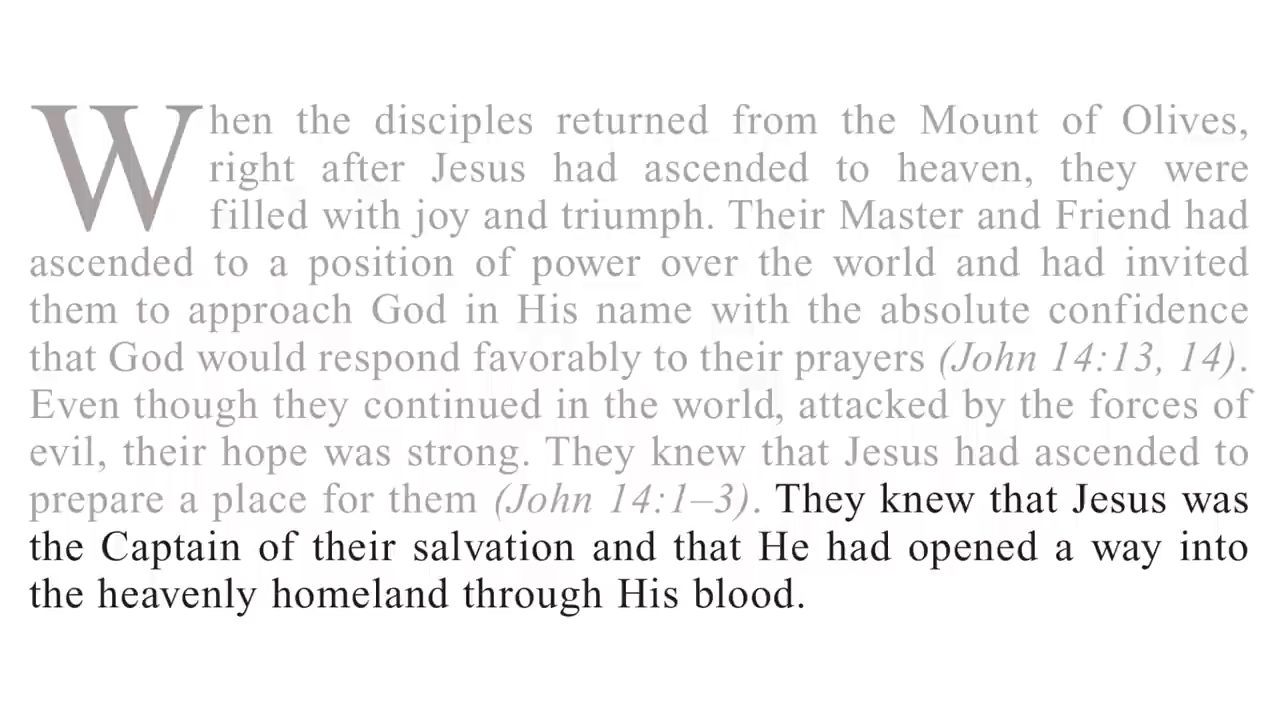 When the disciples returned from the Mount of Olives,
right after Jesus had ascended to heaven, they were
filled with joy and triumph. Their Master and Friend had
ascended to a position of power over the world and had invited
them to approach God in His name with the absolute confidence
that God would respond favorably to their prayers (John 14:13, 14).
Even though they continued in the world, attacked by the forces of
evil, their hope was strong. They knew that Jesus had ascended to
prepare a place for them (John 14:1–3). They knew that Jesus was
the Captain of their salvation and that He had opened a way into
the heavenly homeland through His blood.